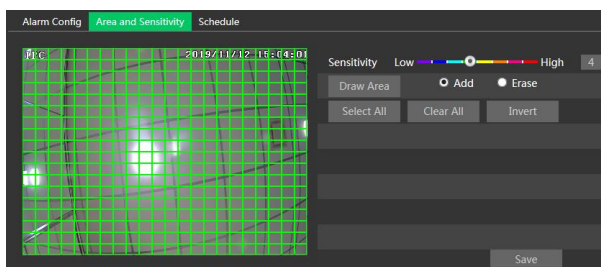 Alarm Config Area and Sensitivity Schedule
IPC 2019/11/12 15:04:01
Sensitivity Low High 4
Draw Area Add Erase
Select All Clear All Invert
Save